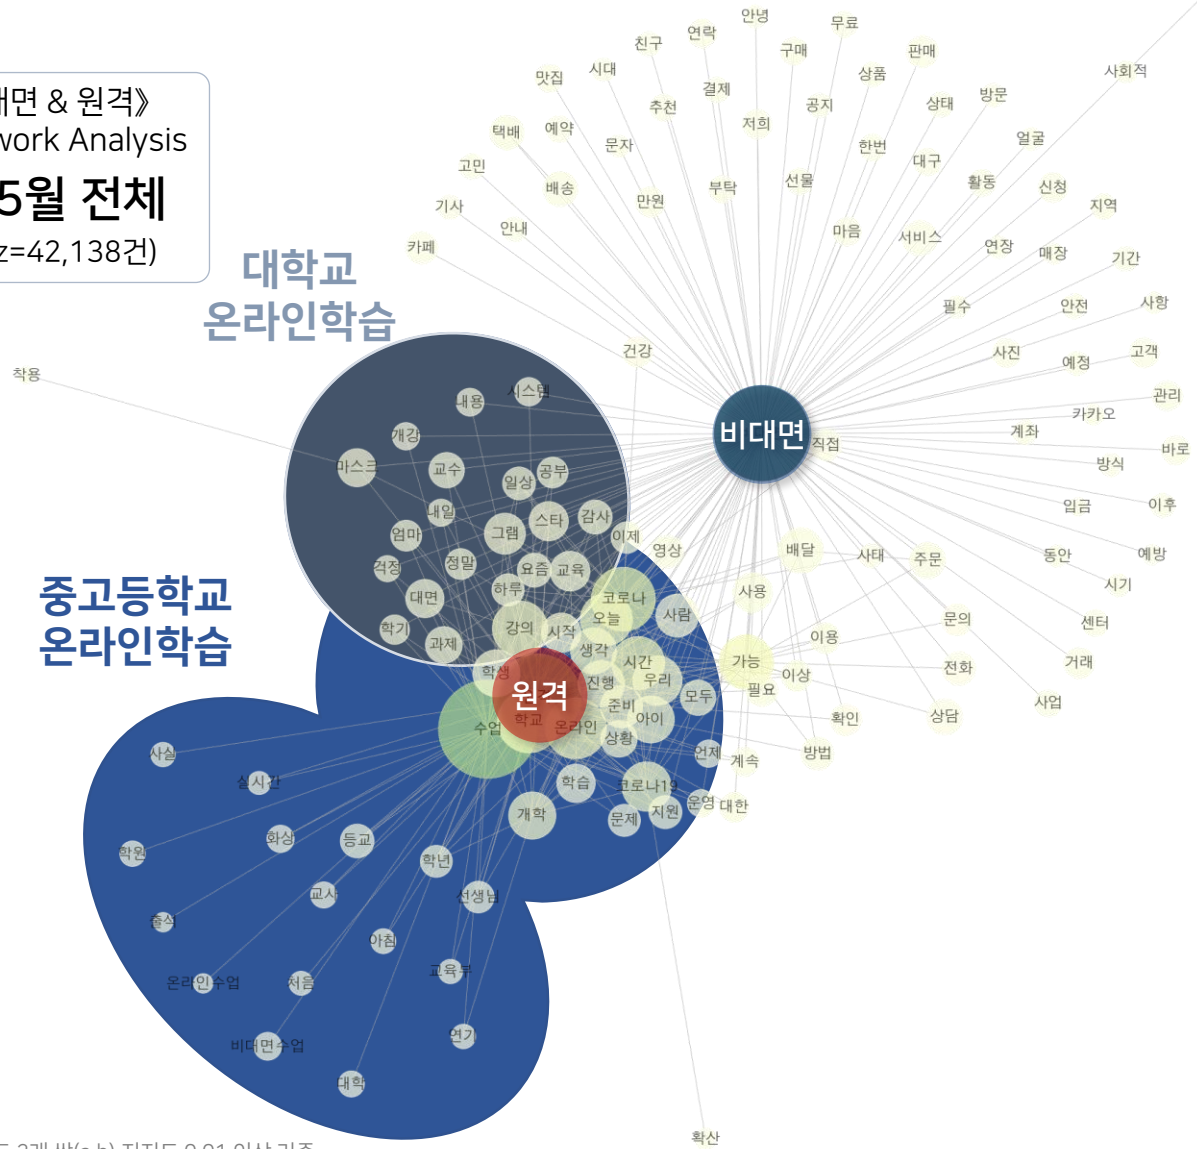 대면 & 원격》
work Analysis
5월 전체
z=42,138건)
대학교
온라인학습
중고등학교
온라인학습
비대면
원격
안녕
무료
연락
친구
구매
판매
사회적
시대
맛집
상품
결제
방문
추천
공지
상태
저희
택배
예약
얼굴
문자
한번
대구
고민
선물
활동
신청
배송
부탁
만원
지역
기사
안내
마음
서비스
카페
연장
매장
기간
필수
안전
사항
건강
사진
고객
예정
착용
관리
카카오
계좌
직접
바로
방식
입금
이후
시스템
내용
개강
마스크
교수
일상
공부
내일
그램
스타
감사
엄마
이제
영상
배달
사태
주문
동안
예방
걱정
정말
요즘
교육
시기
하루
대면
코로나
사용
오늘
사람
문의
센터
학기
강의
시작
이용
과제
생각
시간
가능
거래
전화
학생
진행
우리
이상
필요
모두
사업
준비
아이
확인
상담
수업
학교
온라인
상황
언제
방법
계속
사실
실시간
학습
코로나19
운영
대한
지원
문제
개학
화상
등교
학원
학년
교사
선생님
출석
아침
교육부
온라인수업
처음
연기
비대면수업
대학
확산